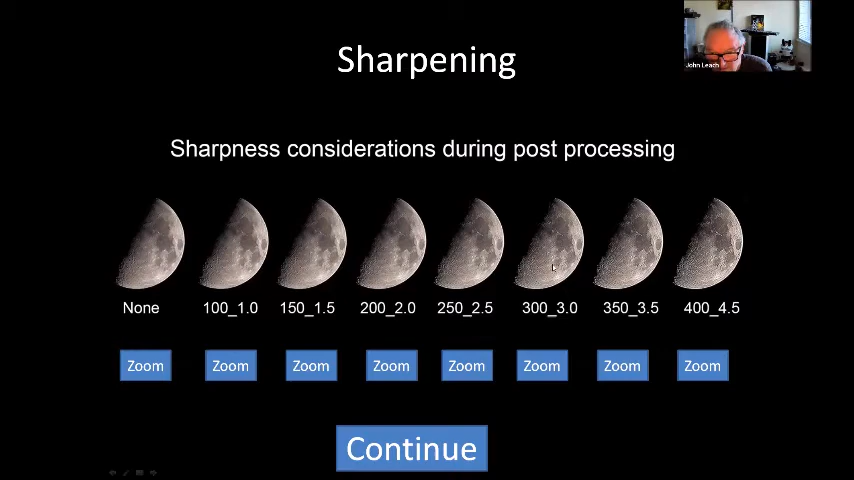 Sharpening
John Leach
Sharpness considerations during post processing
None 100_1.0 150_1.5 200_2.0 250_2.5 300_3.0 350_3.5 400_4.5
Zoom Zoom Zoom Zoom Zoom Zoom Zoom Zoom
Continue